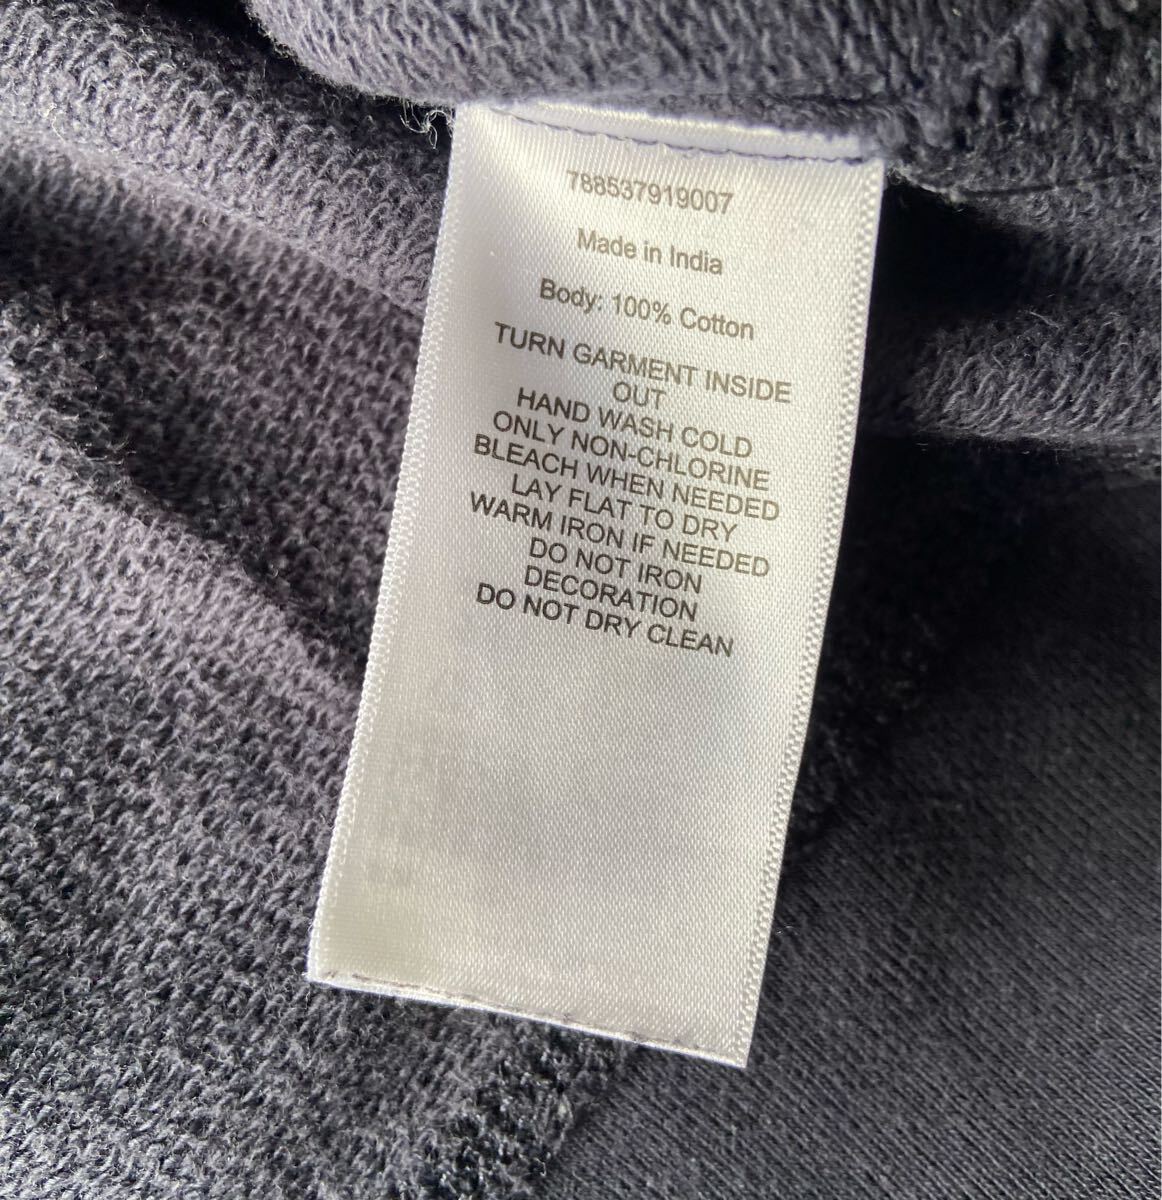 788537919007
Made in India
Body: 100% Cotton
TURN GARMENT INSIDE
OUT
HAND WASH COLD
ONLY NON-CHLORINE
BLEACH WHEN NEEDED
LAY FLAT TO DRY
WARM IRON IF NEEDED
DO NOT IRON
DECORATION
DO NOT DRY CLEAN